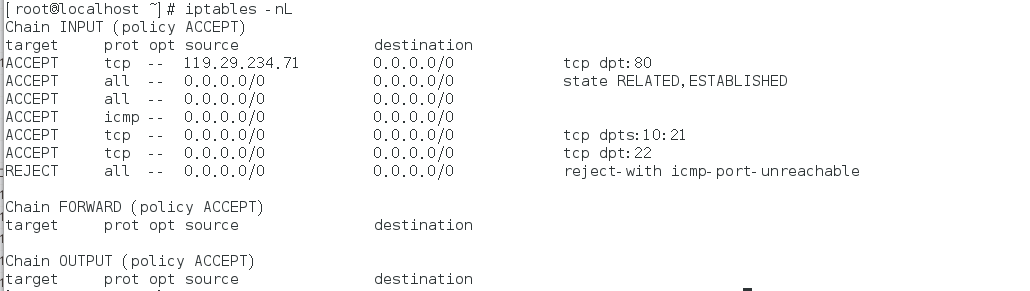 [root@localhost ~]# iptables -nL
Chain INPUT (policy ACCEPT)
target     prot opt source               destination
ACCEPT     tcp  --  119.29.234.71        0.0.0.0/0            tcp dpt:80
ACCEPT     all  --  0.0.0.0/0            0.0.0.0/0            state RELATED,ESTABLISHED
ACCEPT     all  --  0.0.0.0/0            0.0.0.0/0
ACCEPT     icmp --  0.0.0.0/0            0.0.0.0/0
ACCEPT     tcp  --  0.0.0.0/0            0.0.0.0/0            tcp dpts:10:21
ACCEPT     tcp  --  0.0.0.0/0            0.0.0.0/0            tcp dpt:22
REJECT     all  --  0.0.0.0/0            0.0.0.0/0            reject-with icmp-port-unreachable
Chain FORWARD (policy ACCEPT)
target     prot opt source               destination
Chain OUTPUT (policy ACCEPT)
target     prot opt source               destination